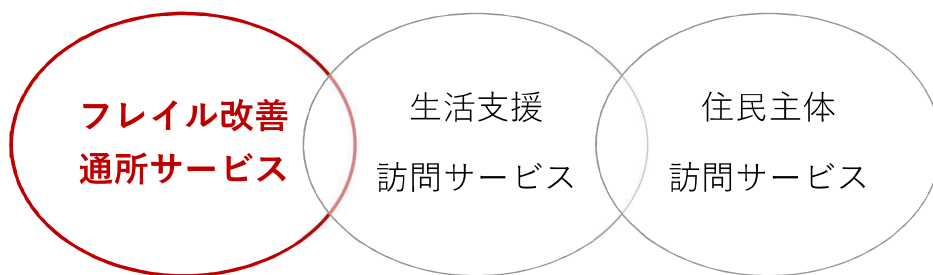 フレイル改善
通所サービス
生活支援
訪問サービス
住民主体
訪問サービス